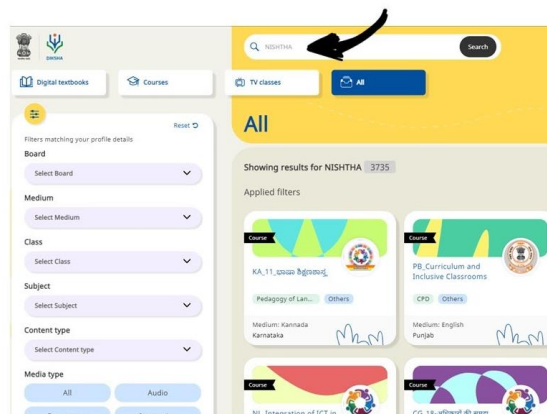 DIKSHA
NISHTHA
Search
Digital textbooks
Courses
TV classes
All
Reset
Filters matching your profile details
Board
Select Board
Medium
Select Medium
Class
Select Class
Subject
Select Subject
Content type
Select Content type
Media type
All
Audio
All
Showing results for NISHTHA 3735
Applied filters
Course
KA_11_ಭಾಷಾ ಶಿಕ್ಷಣಶಾಸ್ತ್ರ
Pedagogy of Lan...
Others
Medium: Kannada
Karnataka
Course
PB_Curriculum and
Inclusive Classrooms
CPD
Others
Medium: English
Punjab
Course
Course